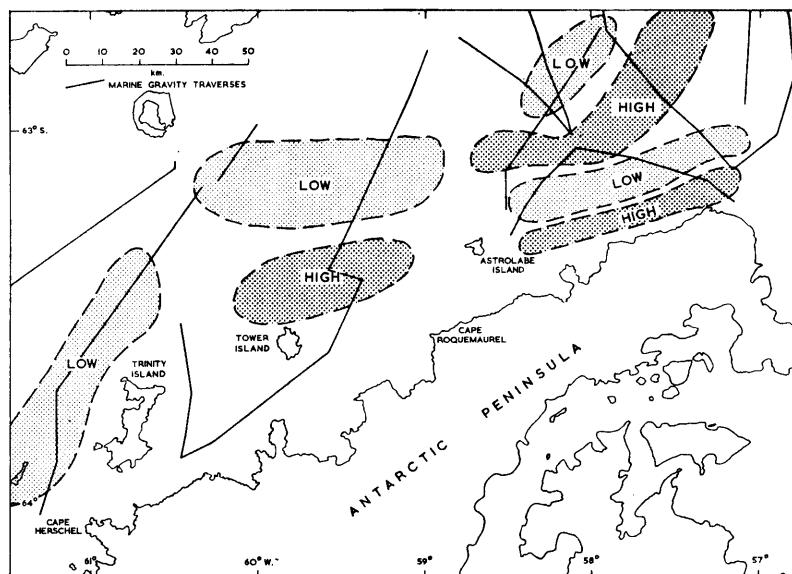 0 10 20 30 40 50
km.
MARINE GRAVITY TRAVERSES
LOW
HIGH
63° S.
LOW
LOW
HIGH
ASTROLABE
ISLAND
HIGH
CAPE
ROQUEMAUREL
TOWER
ISLAND
LOW
TRINITY
ISLAND
ANTARCTIC PENINSULA
64°
CAPE
HERSCHEL
61° 60° W. 59° 58° 57°